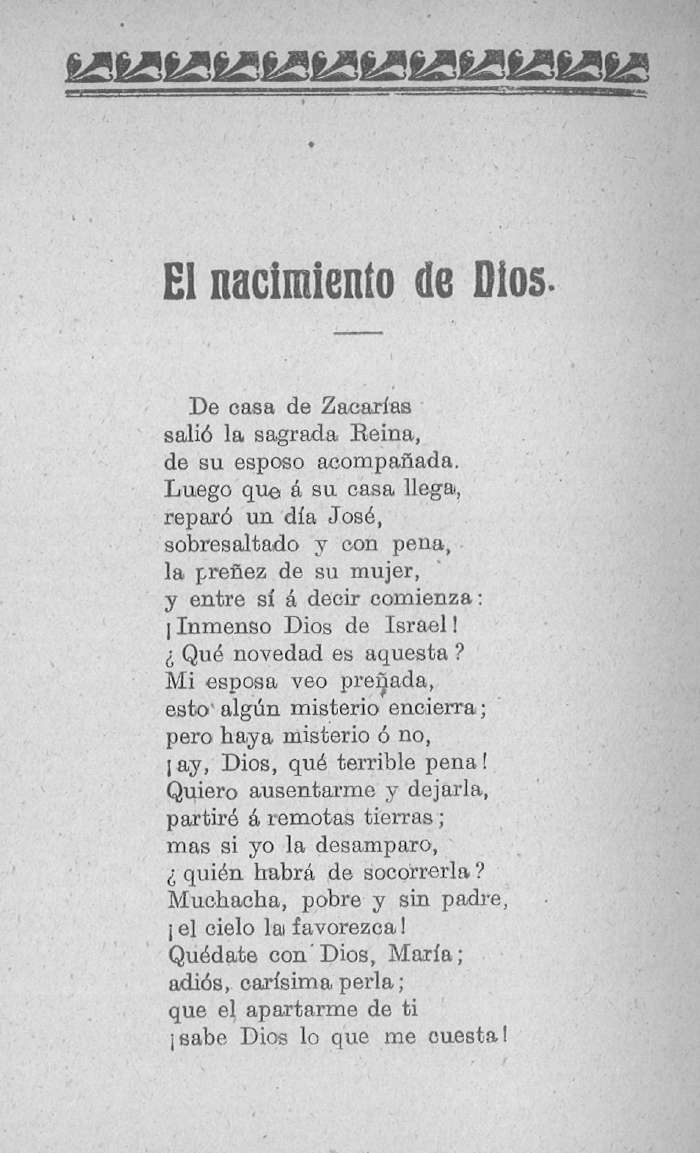 El nacimiento de Dios.
De casa de Zacarías
salió la sagrada Reina,
de su esposo acompañada.
Luego que á su casa llega,
reparó un día José,
sobresaltado y con pena,
la preñez de su mujer,
y entre sí á decir comienza:
¡Inmenso Dios de Israel!
¿Qué novedad es aquesta?
Mi esposa veo preñada,
esto algún misterio encierra;
pero haya misterio ó no,
¡ay, Dios, qué terrible pena!
Quiero ausentarme y dejarla,
partiré á remotas tierras;
mas si yo la desamparo,
¿quién habrá de socorrerla?
Muchacha, pobre y sin padre,
¡el cielo la favorezca!
Quédate con Dios, María;
adiós, carísima perla;
que el apartarme de ti
¡sabe Dios lo que me cuesta!